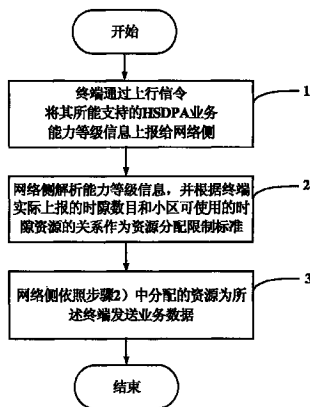 开始
终端通过上行信令
将其所能支持的HSDPA业务
能力等级信息上报给网络侧
1
网络侧解析能力等级信息，并根据终端
实际上报的时隙数目和小区可使用的时
隙资源的关系作为资源分配限制标准
2
网络侧依照步骤2）中分配的资源为所
述终端发送业务数据
3
结束